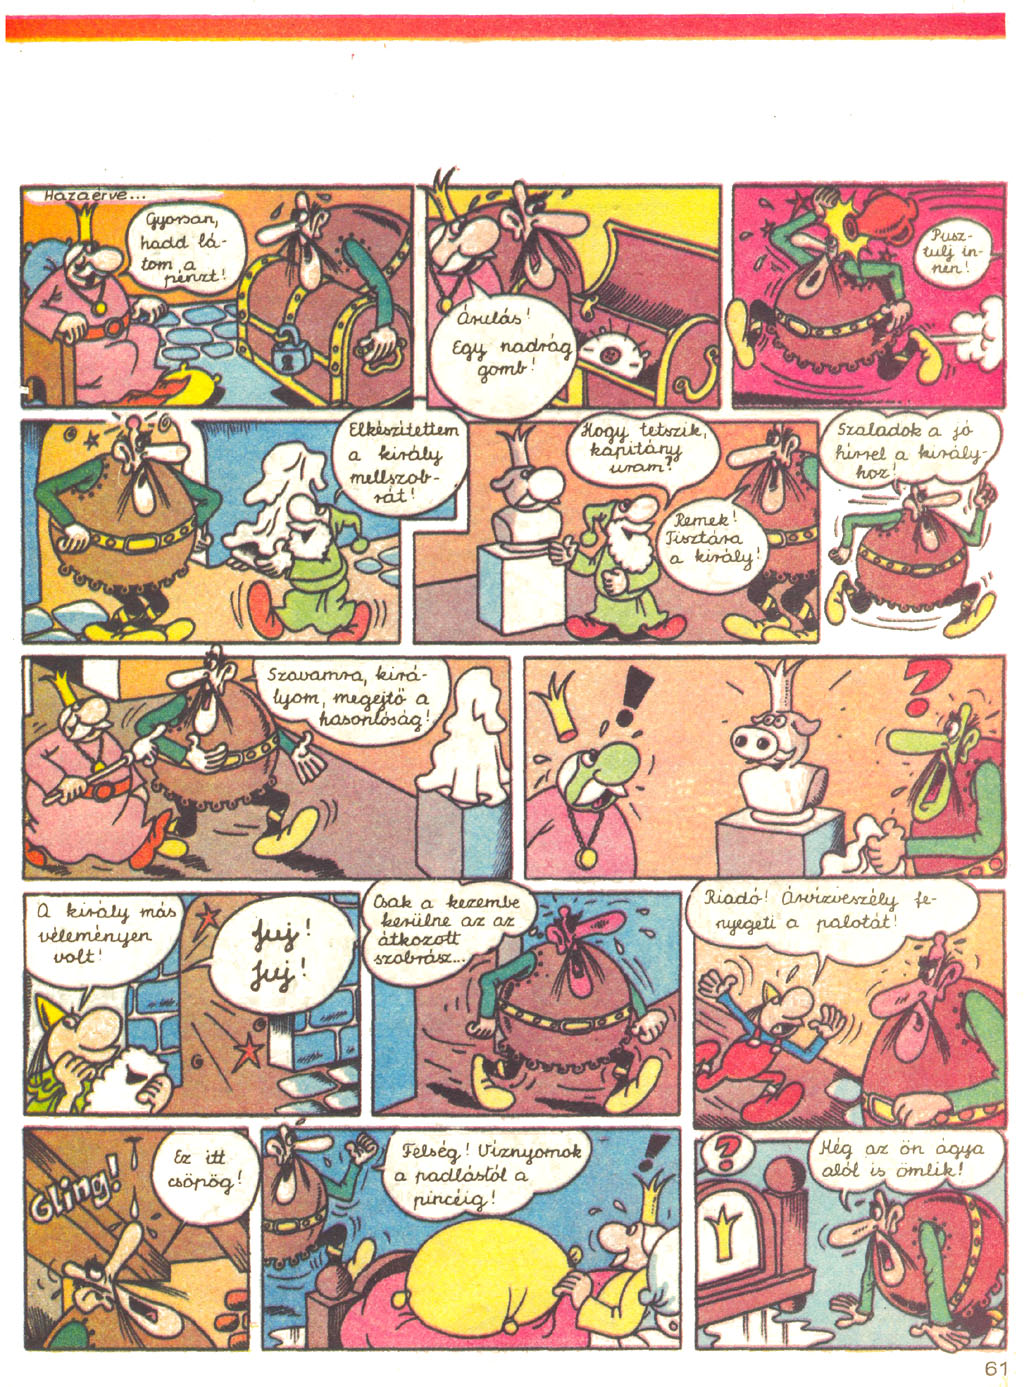 Hazaérve...
Gyorsan,
hadd lá-
tom a
pénzt!
Árulás!
Egy nadrág
gomb!
Pusz-
tulj in-
nen!
Elkészítettem
a király
mellszob-
rát!
Hogy tetszik,
kapitány
uram?
Remek!
Tisztára
a király!
Szaladok a jó
hírrel a király-
hoz!
Szavamra, kirá-
lyom, megejtő a
hasonlóság!
!
?
A király más
véleményen
volt!
Juj!
Juj!
Csak a kezembe
kerülne az az
átkozott
szobrász...
Riadó! Árvízveszély fe-
nyegeti a palotát!
Gling!
Ez itt
csöpög!
Felség! Víznyomok
a padlástól a
pincéig!
!
?
Még az ön ágya
alól is ömlik!
61